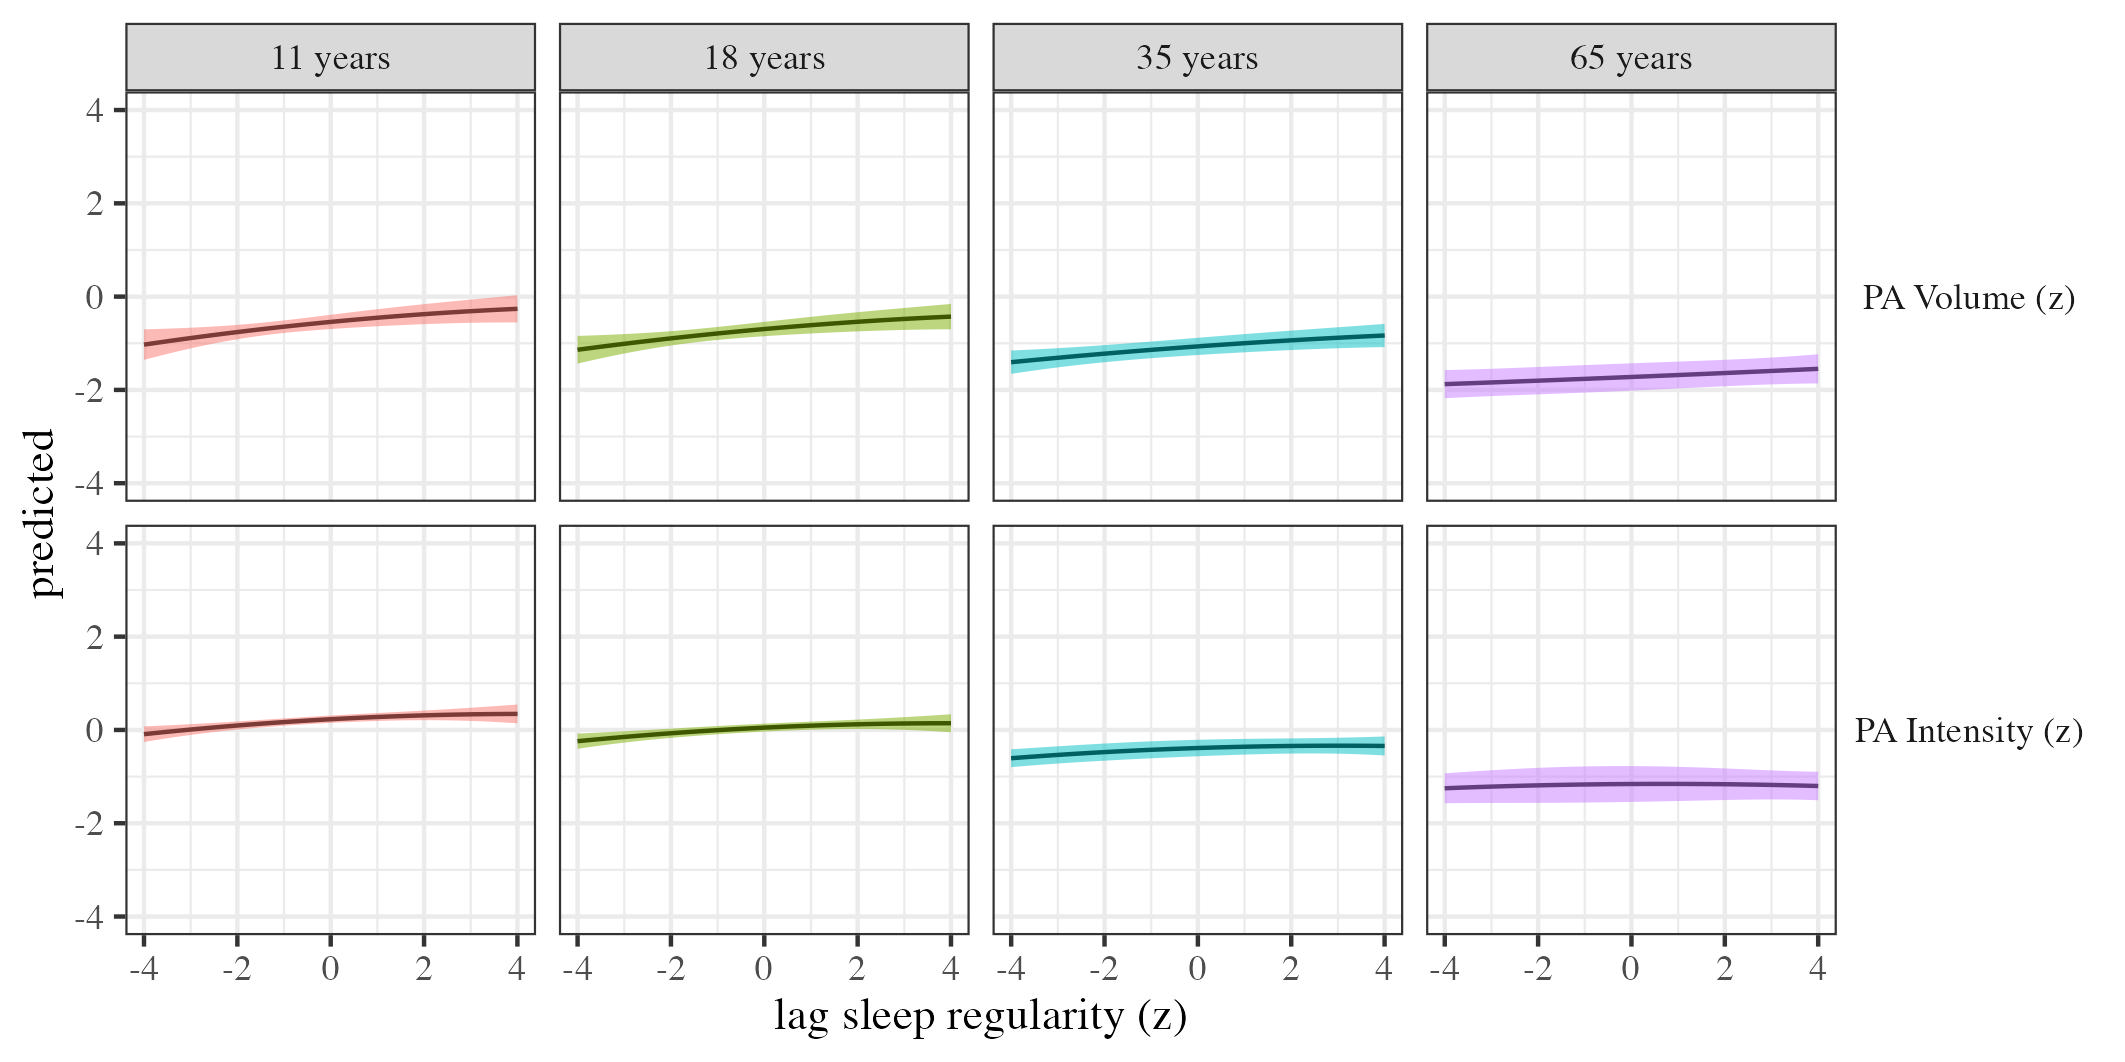 11 years 18 years 35 years 65 years
4
2
0
-2
-4
PA Volume (z)
predicted
4
2
0
-2
-4
PA Intensity (z)
-4 -2 0 2 4 -4 -2 0 2 4 -4 -2 0 2 4 -4 -2 0 2 4
lag sleep regularity (z)